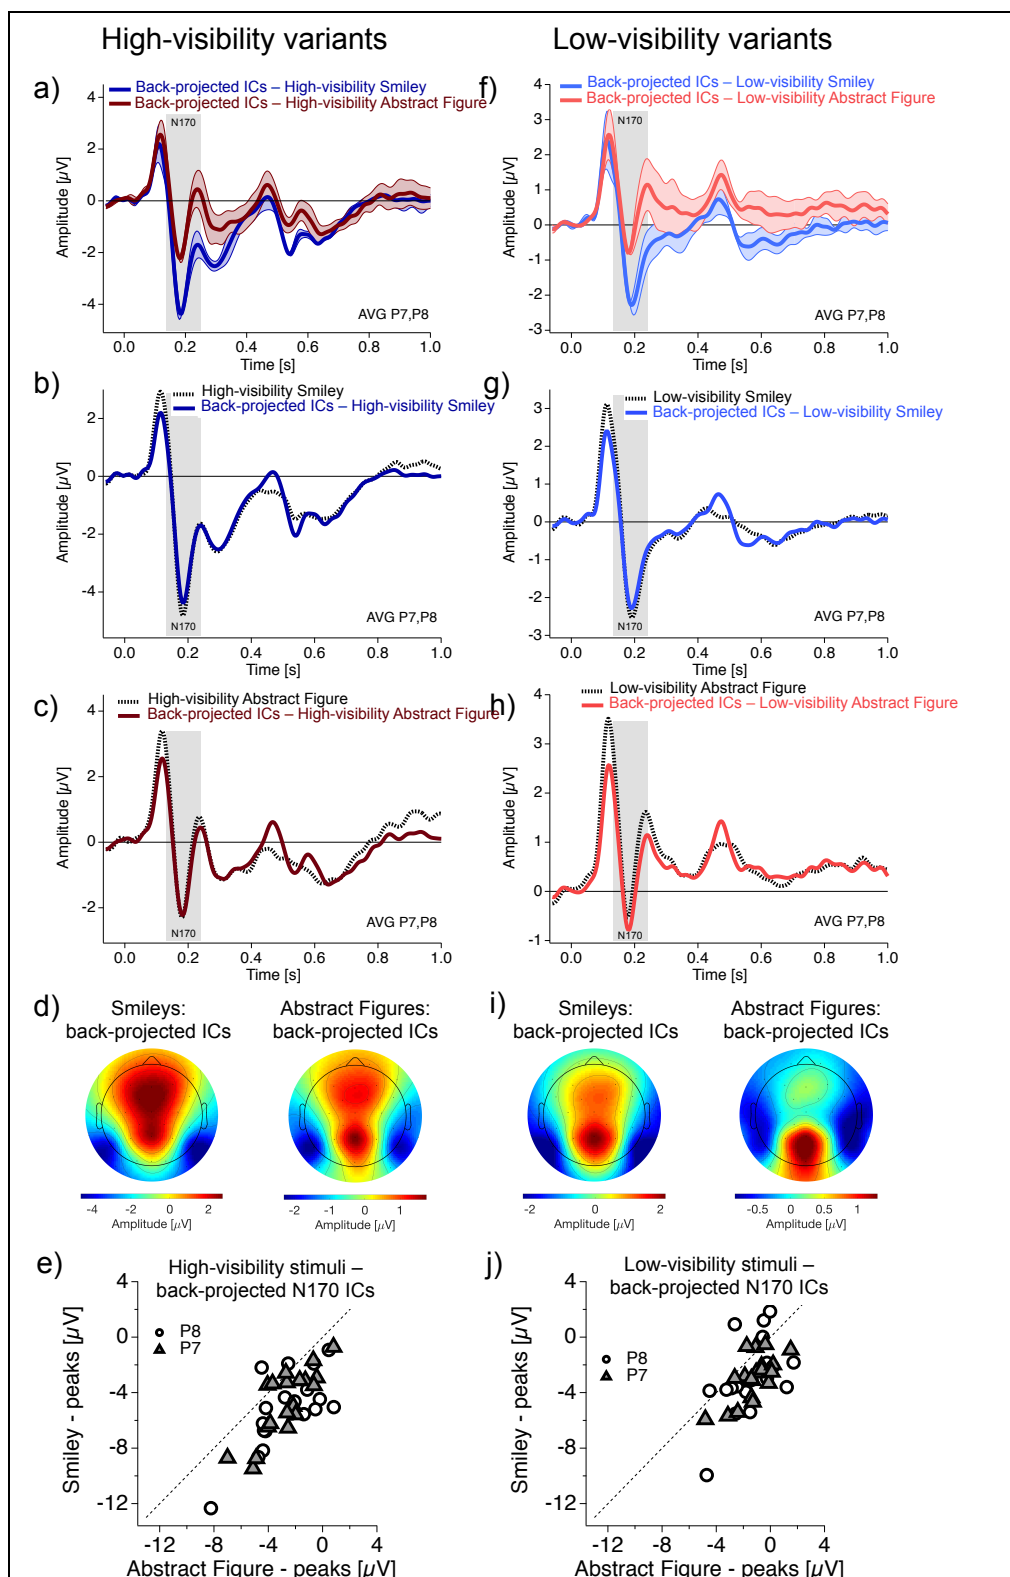 High-visibility variants
Low-visibility variants
a)
Back-projected ICs – High-visibility Smiley
Back-projected ICs – High-visibility Abstract Figure
N170
4
2
0
-2
-4
Amplitude [µV]
AVG P7,P8
0.0 0.2 0.4 0.6 0.8 1.0
Time [s]
f)
Back-projected ICs – Low-visibility Smiley
Back-projected ICs – Low-visibility Abstract Figure
N170
4
3
2
1
0
-1
-2
-3
Amplitude [µV]
AVG P7,P8
0.0 0.2 0.4 0.6 0.8 1.0
Time [s]
b)
High-visibility Smiley
Back-projected ICs – High-visibility Smiley
2
0
-2
-4
Amplitude [µV]
N170
AVG P7,P8
0.0 0.2 0.4 0.6 0.8 1.0
Time [s]
g)
Low-visibility Smiley
Back-projected ICs – Low-visibility Smiley
3
2
1
0
-1
-2
-3
Amplitude [µV]
N170
AVG P7,P8
0.0 0.2 0.4 0.6 0.8 1.0
Time [s]
c)
High-visibility Abstract Figure
Back-projected ICs – High-visibility Abstract Figure
4
2
0
-2
Amplitude [µV]
N170
AVG P7,P8
0.0 0.2 0.4 0.6 0.8 1.0
Time [s]
h)
Low-visibility Abstract Figure
Back-projected ICs – Low-visibility Abstract Figure
4
3
2
1
0
-1
Amplitude [µV]
N170
AVG P7,P8
0.0 0.2 0.4 0.6 0.8 1.0
Time [s]
d)
Smileys:
back-projected ICs
-4 -2 0 2
Amplitude [µV]
Abstract Figures:
back-projected ICs
-2 -1 0 1
Amplitude [µV]
i)
Smileys:
back-projected ICs
-2 0 2
Amplitude [µV]
Abstract Figures:
back-projected ICs
-0.5 0 0.5 1
Amplitude [µV]
e)
High-visibility stimuli –
back-projected N170 ICs
P8
P7
4
0
-4
-8
-12
Smiley - peaks [µV]
-12 -8 -4 0 4
Abstract Figure - peaks [µV]
j)
Low-visibility stimuli –
back-projected N170 ICs
P8
P7
4
0
-4
-8
-12
Smiley - peaks [µV]
-12 -8 -4 0 4
Abstract Figure - peaks [µV]